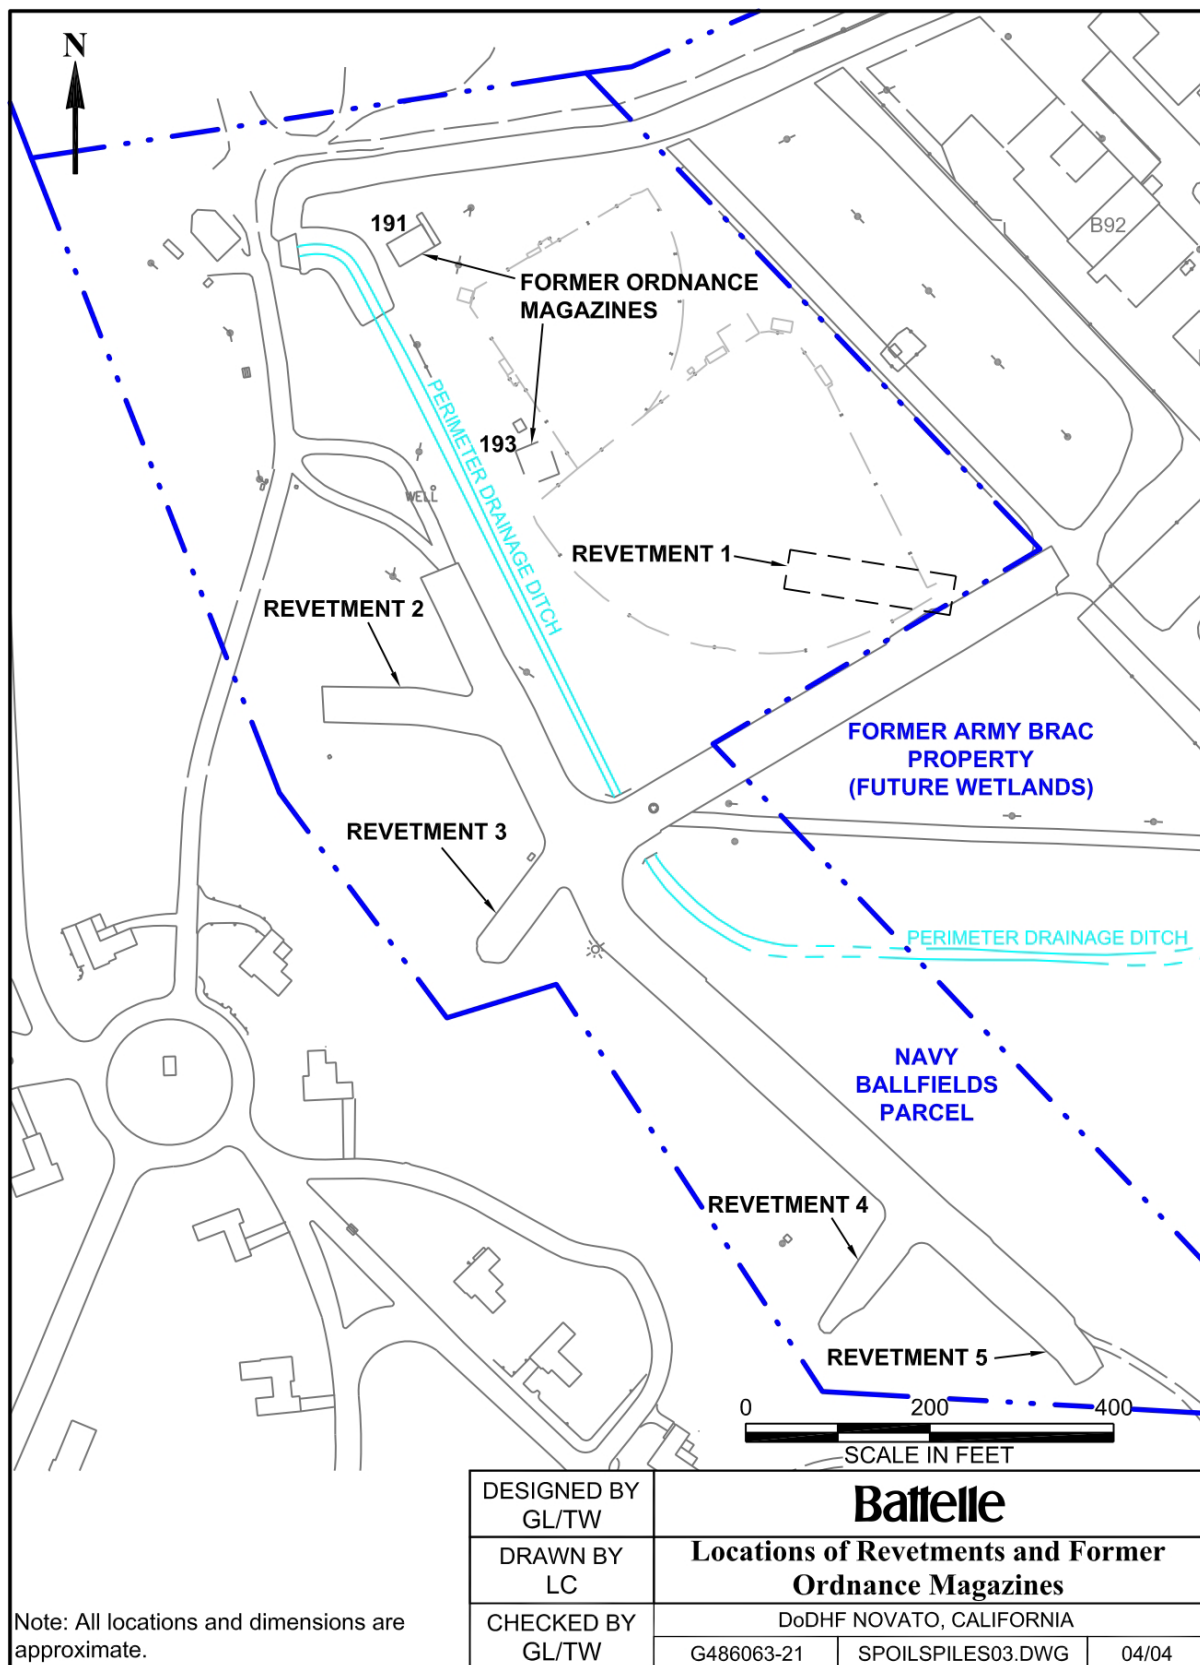 N
191
B92
FORMER ORDNANCE
MAGAZINES
PERIMETER DRAINAGE DITCH
193
WELL
REVETMENT 1
REVETMENT 2
FORMER ARMY BRAC
PROPERTY
(FUTURE WETLANDS)
REVETMENT 3
PERIMETER DRAINAGE DITCH
NAVY
BALLFIELDS
PARCEL
REVETMENT 4
REVETMENT 5
0 200 400
SCALE IN FEET
DESIGNED BY
GL/TW
Battelle
DRAWN BY
LC
Locations of Revetments and Former
Ordnance Magazines
CHECKED BY
GL/TW
DoDHF NOVATO, CALIFORNIA
G486063-21 SPOILSPILES03.DWG 04/04
Note: All locations and dimensions are
approximate.